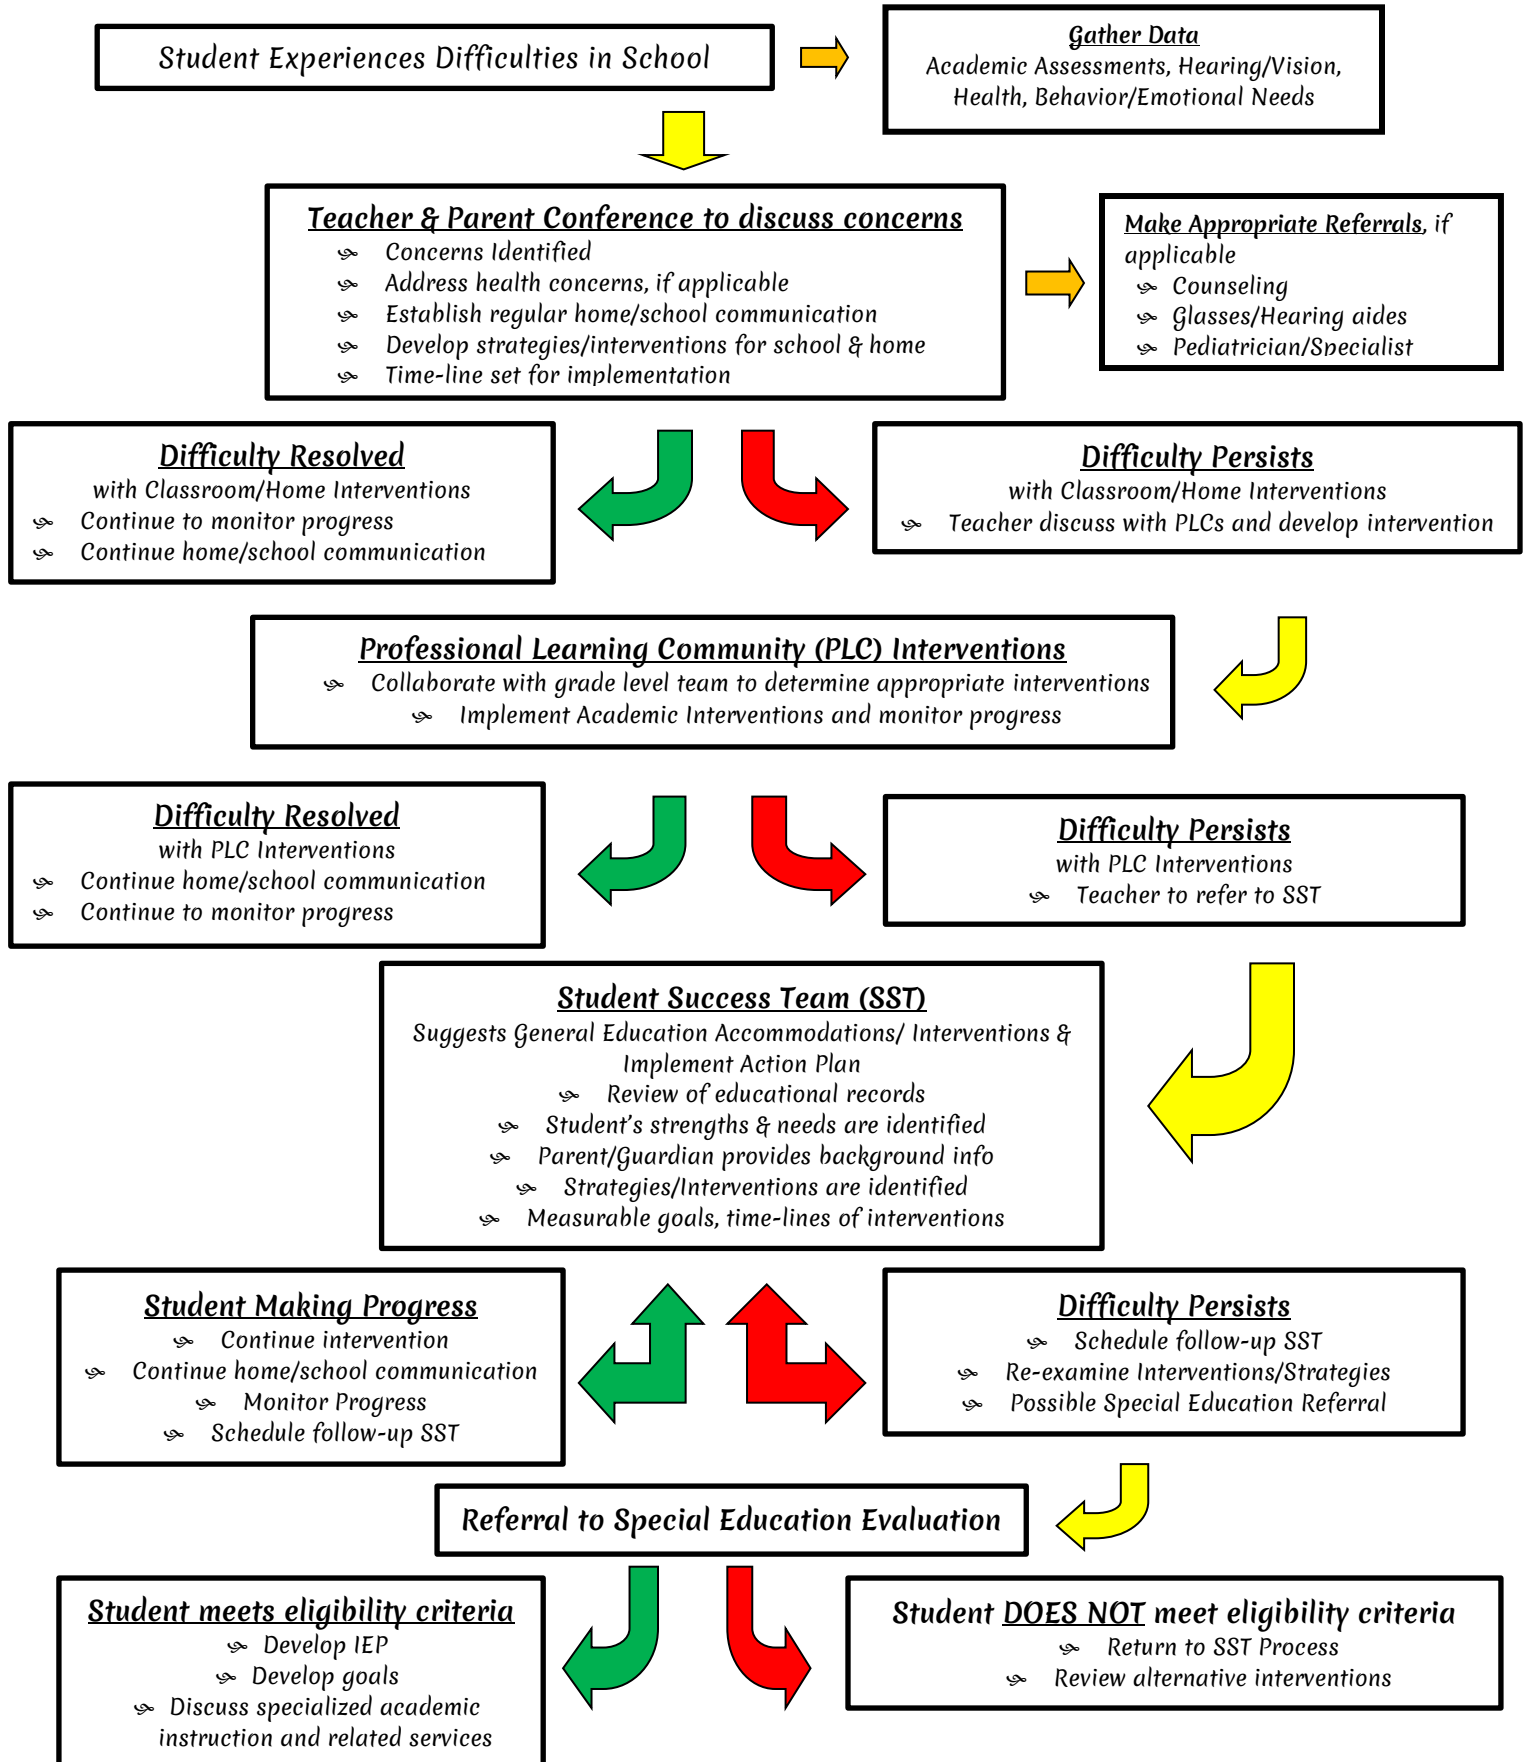 Student Experiences Difficulties in School
Gather Data
Academic Assessments, Hearing/Vision,
Health, Behavior/Emotional Needs
Teacher & Parent Conference to discuss concerns
Concerns Identified
Address health concerns, if applicable
Establish regular home/school communication
Develop strategies/interventions for school & home
Time-line set for implementation
Make Appropriate Referrals, if
applicable
Counseling
Glasses/Hearing aides
Pediatrician/Specialist
Difficulty Resolved
with Classroom/Home Interventions
Continue to monitor progress
Continue home/school communication
Difficulty Persists
with Classroom/Home Interventions
Teacher discuss with PLCs and develop intervention
Professional Learning Community (PLC) Interventions
Collaborate with grade level team to determine appropriate interventions
Implement Academic Interventions and monitor progress
Difficulty Resolved
with PLC Interventions
Continue home/school communication
Continue to monitor progress
Difficulty Persists
with PLC Interventions
Teacher to refer to SST
Student Success Team (SST)
Suggests General Education Accommodations/ Interventions &
Implement Action Plan
Review of educational records
Student's strengths & needs are identified
Parent/Guardian provides background info
Strategies/Interventions are identified
Measurable goals, time-lines of interventions
Student Making Progress
Continue intervention
Continue home/school communication
Monitor Progress
Schedule follow-up SST
Difficulty Persists
Schedule follow-up SST
Re-examine Interventions/Strategies
Possible Special Education Referral
Referral to Special Education Evaluation
Student meets eligibility criteria
Develop IEP
Develop goals
Discuss specialized academic
instruction and related services
Student DOES NOT meet eligibility criteria
Return to SST Process
Review alternative interventions